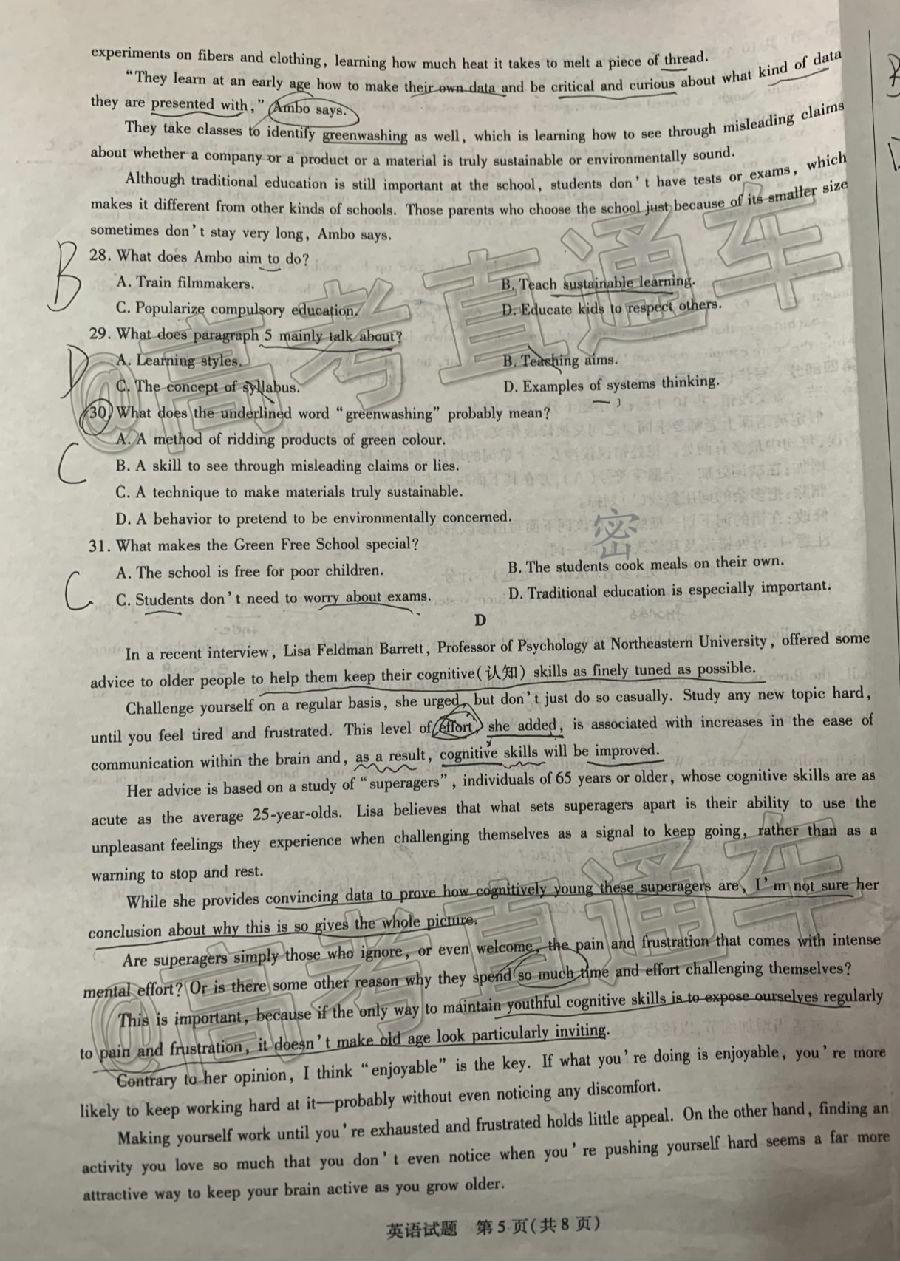 experiments on fibers and clothing, learning how much heat it takes to melt a piece of thread.
"They learn at an early age how to make their own data and be critical and curious about what kind of data
they are presented with," Ambo says.
They take classes to identify greenwashing as well, which is learning how to see through misleading claims
about whether a company or a product or a material is truly sustainable or environmentally sound.
Although traditional education is still important at the school, students don't have tests or exams, which
makes it different from other kinds of schools. Those parents who choose the school just because of its smaller size
sometimes don't stay very long, Ambo says.
B
28. What does Ambo aim to do?
A. Train filmmakers. B. Teach sustainable learning.
C. Popularize compulsory education. D. Educate kids to respect others.
D
29. What does paragraph 5 mainly talk about?
A. Learning styles. B. Teaching aims.
C. The concept of syllabus. D. Examples of systems thinking.
30. What does the underlined word "greenwashing" probably mean?
C
A. A method of ridding products of green colour.
B. A skill to see through misleading claims or lies.
C. A technique to make materials truly sustainable.
D. A behavior to pretend to be environmentally concerned.
密
31. What makes the Green Free School special?
C
A. The school is free for poor children. B. The students cook meals on their own.
C. Students don't need to worry about exams. D. Traditional education is especially important.
D
In a recent interview, Lisa Feldman Barrett, Professor of Psychology at Northeastern University, offered some
advice to older people to help them keep their cognitive(认知) skills as finely tuned as possible.
Challenge yourself on a regular basis, she urged, but don't just do so casually. Study any new topic hard,
until you feel tired and frustrated. This level of effort, she added, is associated with increases in the ease of
communication within the brain and, as a result, cognitive skills will be improved.
Her advice is based on a study of "superagers", individuals of 65 years or older, whose cognitive skills are as
acute as the average 25-year-olds. Lisa believes that what sets superagers apart is their ability to use the
unpleasant feelings they experience when challenging themselves as a signal to keep going, rather than as a
warning to stop and rest.
While she provides convincing data to prove how cognitively young these superagers are, I'm not sure her
conclusion about why this is so gives the whole picture.
Are superagers simply those who ignore, or even welcome, the pain and frustration that comes with intense
mental effort? Or is there some other reason why they spend so much time and effort challenging themselves?
This is important, because if the only way to maintain youthful cognitive skills is to expose ourselves regularly
to pain and frustration, it doesn't make old age look particularly inviting.
Contrary to her opinion, I think "enjoyable" is the key. If what you're doing is enjoyable, you're more
likely to keep working hard at it—probably without even noticing any discomfort.
Making yourself work until you're exhausted and frustrated holds little appeal. On the other hand, finding an
activity you love so much that you don't even notice when you're pushing yourself hard seems a far more
attractive way to keep your brain active as you grow older.
英语试题 第5页(共8页)
@高考直通车
@高考直通车